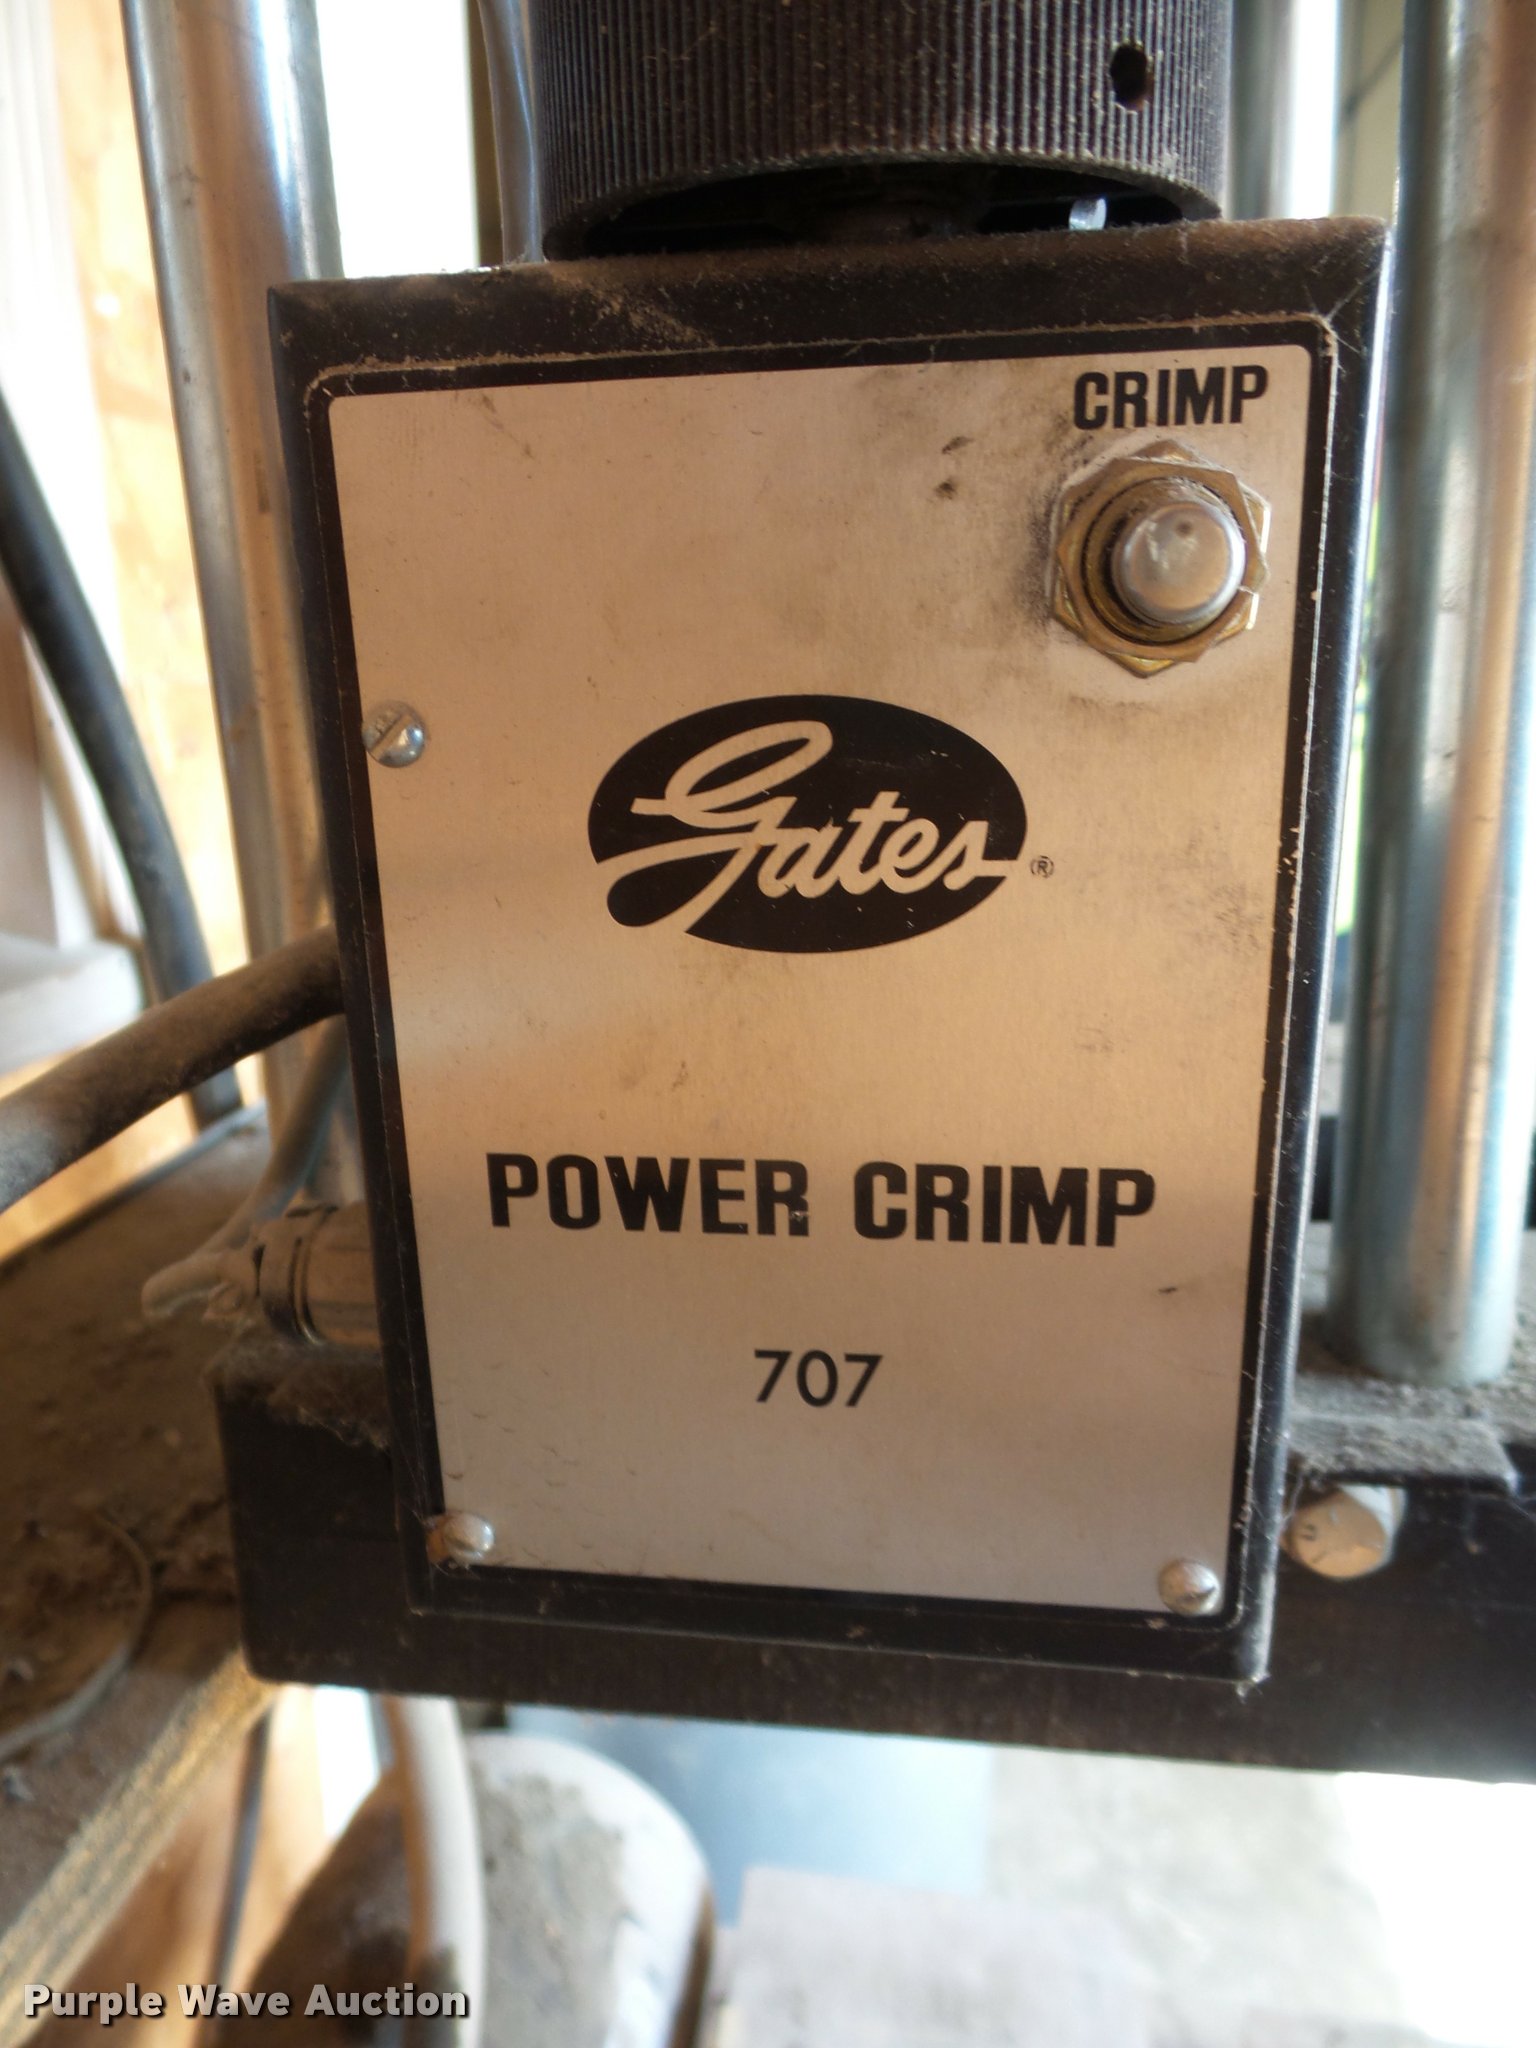 CRIMP
Gates ®
POWER CRIMP
707
Purple Wave Auction